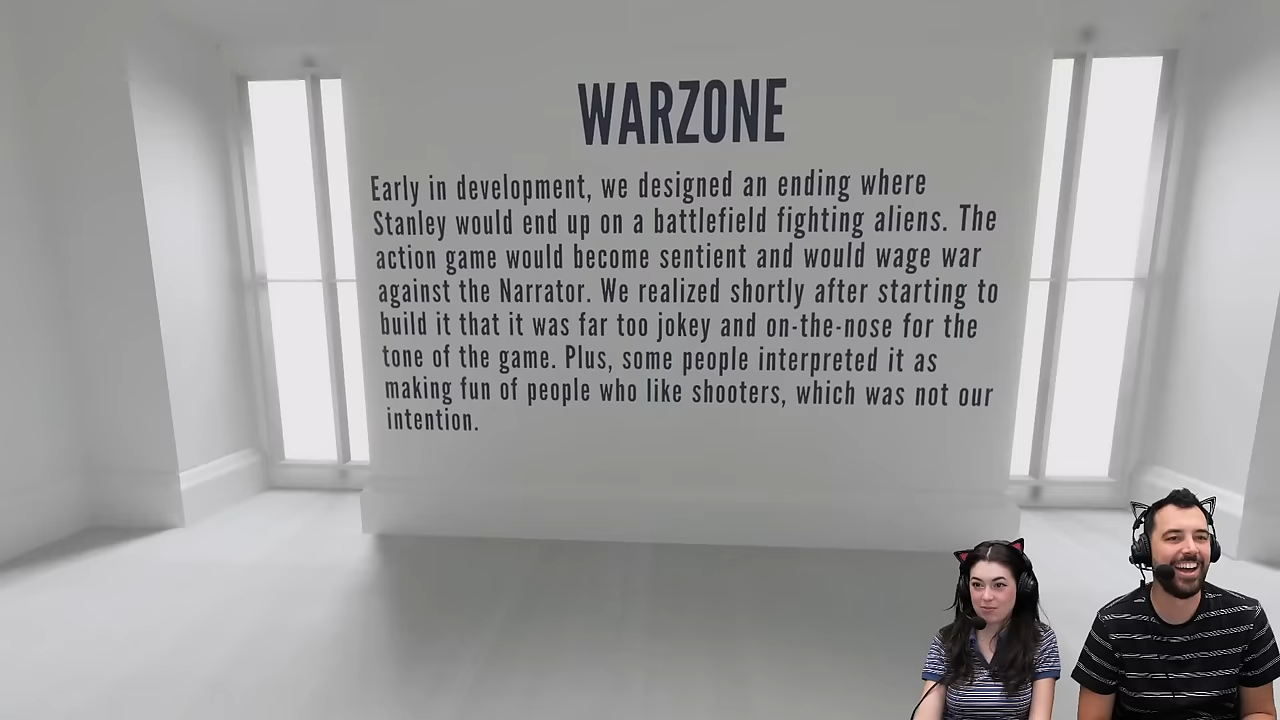 WARZONE
Early in development, we designed an ending where
Stanley would end up on a battlefield fighting aliens. The
action game would become sentient and would wage war
against the Narrator. We realized shortly after starting to
build it that it was far too jokey and on-the-nose for the
tone of the game. Plus, some people interpreted it as
making fun of people who like shooters, which was not our
intention.